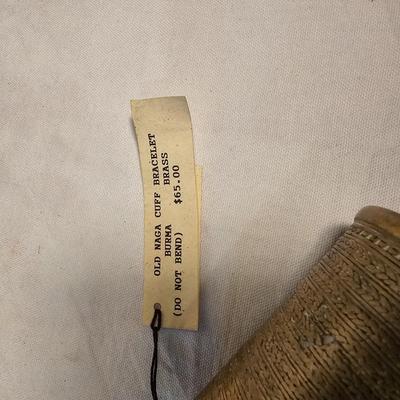 OLD NAGA CUFF BRACELET
BURMA BRASS
(DO NOT BEND) $65.00